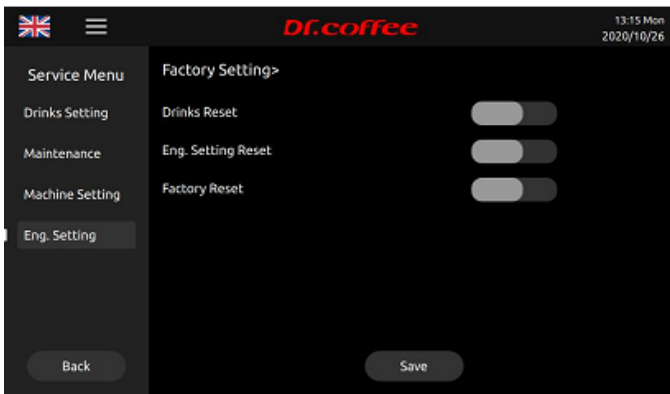 Dr.coffee
13:15 Mon
2020/10/26
Service Menu
Drinks Setting
Maintenance
Machine Setting
Eng. Setting
Back
Factory Setting>
Drinks Reset
Eng. Setting Reset
Factory Reset
Save